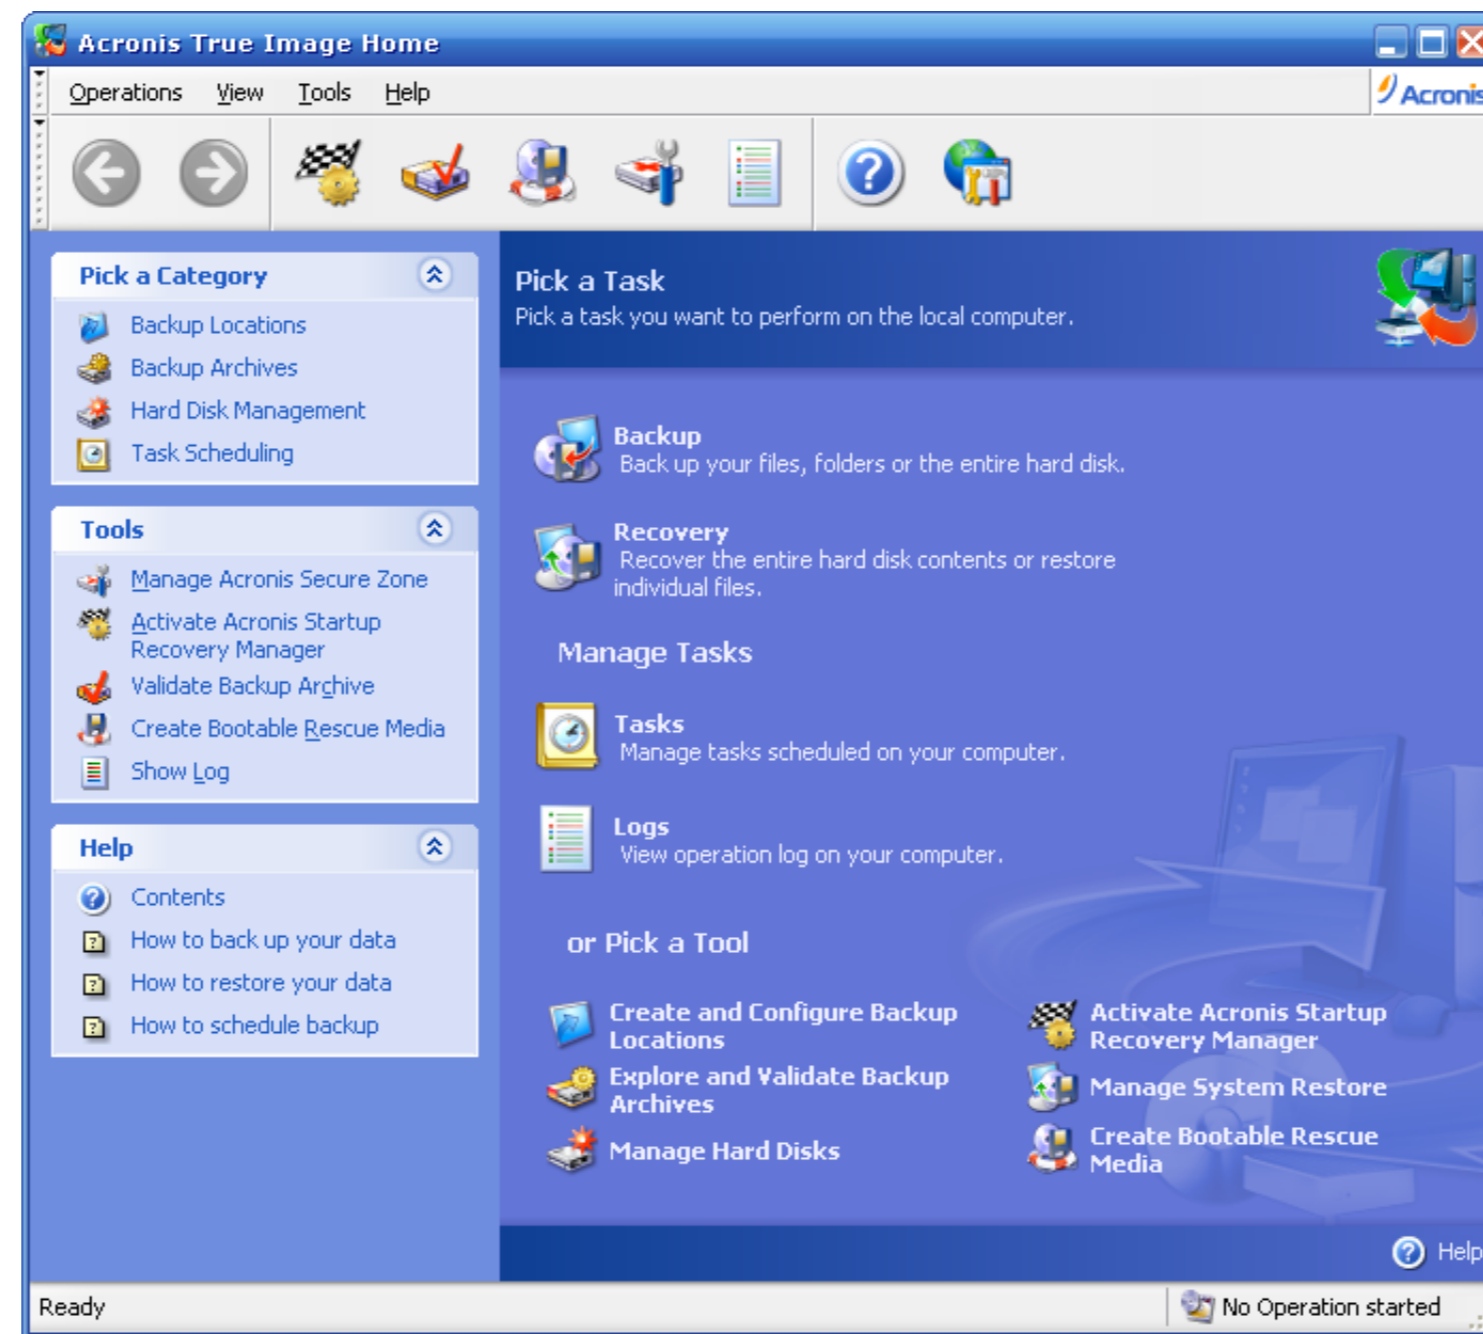 Acronis True Image Home
Operations View Tools Help
Acronis
Pick a Category
Backup Locations
Backup Archives
Hard Disk Management
Task Scheduling
Tools
Manage Acronis Secure Zone
Activate Acronis Startup
Recovery Manager
Validate Backup Archive
Create Bootable Rescue Media
Show Log
Help
Contents
How to back up your data
How to restore your data
How to schedule backup
Pick a Task
Pick a task you want to perform on the local computer.
Backup
Back up your files, folders or the entire hard disk.
Recovery
Recover the entire hard disk contents or restore
individual files.
Manage Tasks
Tasks
Manage tasks scheduled on your computer.
Logs
View operation log on your computer.
or Pick a Tool
Create and Configure Backup
Locations
Explore and Validate Backup
Archives
Manage Hard Disks
Activate Acronis Startup
Recovery Manager
Manage System Restore
Create Bootable Rescue
Media
Help
Ready
No Operation started